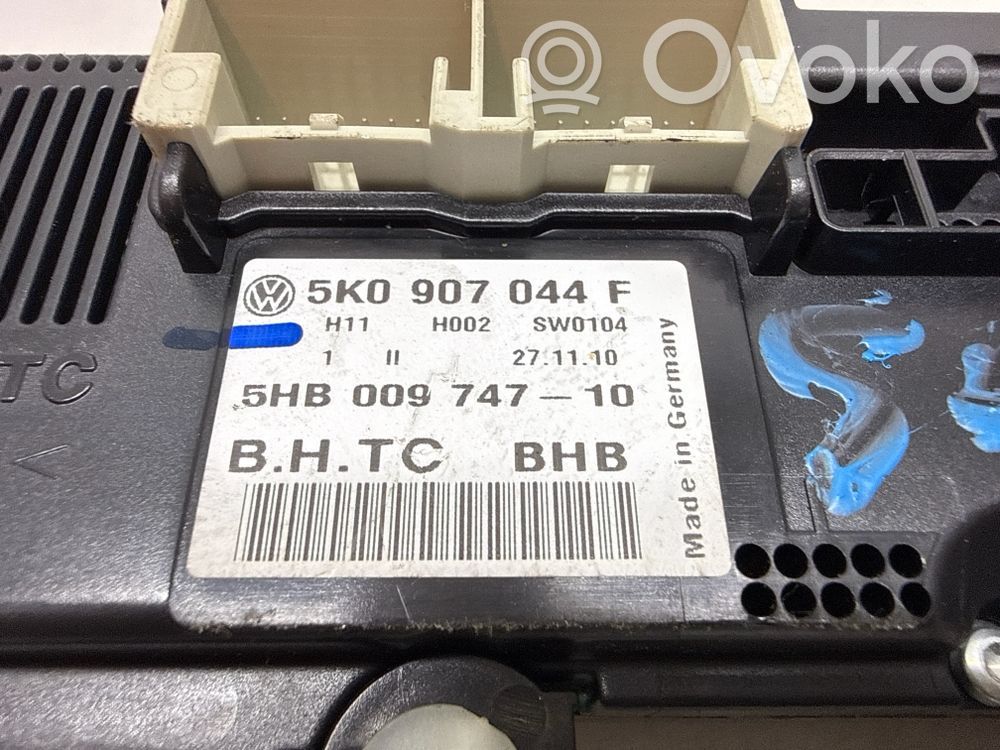 Ovoko
5K0 907 044 F
H11 H002 SW0104
1 II 27.11.10
5HB 009 747-10
B.H.TC BHB
Made in Germany
TC